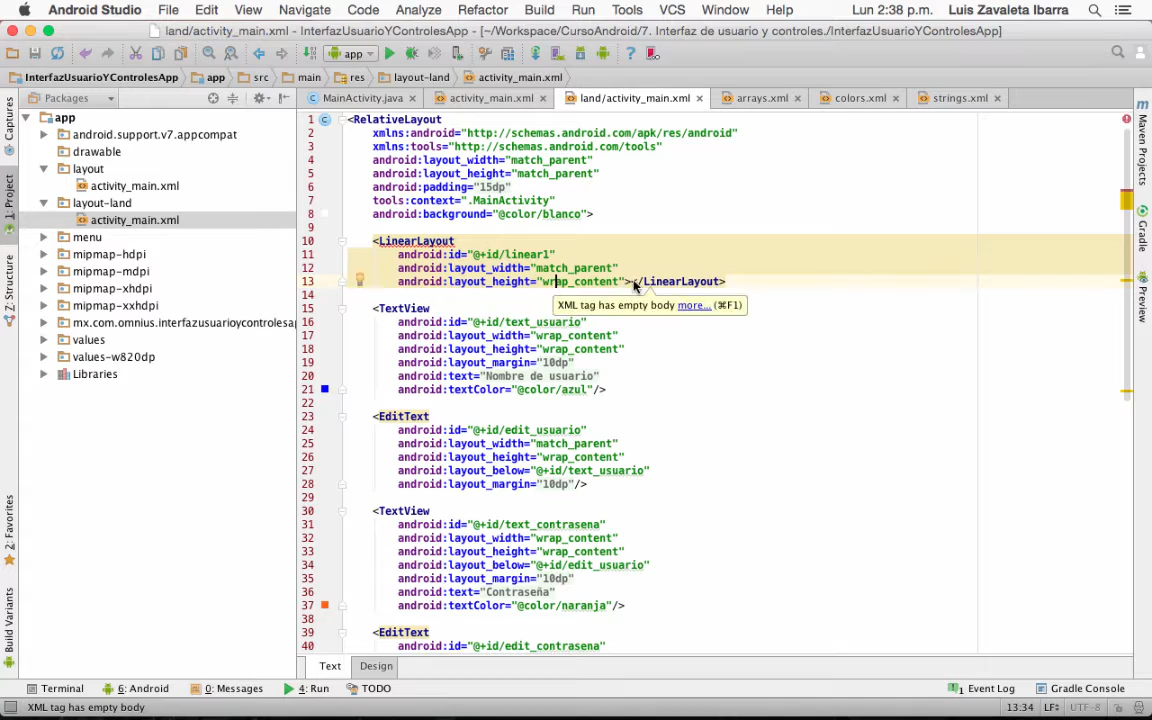 Android Studio File Edit View Navigate Code Analyze Refactor Build Run Tools VCS Window Help Lun 2:38 p.m. Luis Zavaleta Ibarra
land/activity_main.xml - InterfazUsuarioYControlesApp - [~/Workspace/CursoAndroid/7. Interfaz de usuario y controles./InterfazUsuarioYControlesApp]
app
InterfazUsuarioYControlesApp app src main res layout-land activity_main.xml
Packages MainActivity.java activity_main.xml land/activity_main.xml arrays.xml colors.xml strings.xml
Captures
1: Project
Z: Structure
2: Favorites
Build Variants
app
android.support.v7.appcompat
drawable
layout
activity_main.xml
layout-land
activity_main.xml
menu
mipmap-hdpi
mipmap-mdpi
mipmap-xhdpi
mipmap-xxhdpi
mx.com.omnius.interfazusuarioycontrolesa
values
values-w820dp
Libraries
1 <RelativeLayout
2 xmlns:android="http://schemas.android.com/apk/res/android"
3 xmlns:tools="http://schemas.android.com/tools"
4 android:layout_width="match_parent"
5 android:layout_height="match_parent"
6 android:padding="15dp"
7 tools:context=".MainActivity"
8 android:background="@color/blanco">
9
10 <LinearLayout
11 android:id="@+id/linear1"
12 android:layout_width="match_parent"
13 android:layout_height="wrap_content"></LinearLayout>
14
XML tag has empty body more... (⌘F1)
15 <TextView
16 android:id="@+id/text_usuario"
17 android:layout_width="wrap_content"
18 android:layout_height="wrap_content"
19 android:layout_margin="10dp"
20 android:text="Nombre de usuario"
21 android:textColor="@color/azul"/>
22
23 <EditText
24 android:id="@+id/edit_usuario"
25 android:layout_width="match_parent"
26 android:layout_height="wrap_content"
27 android:layout_below="@+id/text_usuario"
28 android:layout_margin="10dp"/>
29
30 <TextView
31 android:id="@+id/text_contrasena"
32 android:layout_width="wrap_content"
33 android:layout_height="wrap_content"
34 android:layout_below="@+id/edit_usuario"
35 android:layout_margin="10dp"
36 android:text="Contraseña"
37 android:textColor="@color/naranja"/>
38
39 <EditText
40 android:id="@+id/edit_contrasena"
Maven Projects
Gradle
Preview
Text Design
Terminal 6: Android 0: Messages 4: Run TODO 1 Event Log Gradle Console
XML tag has empty body 13:34 LF÷ UTF-8÷